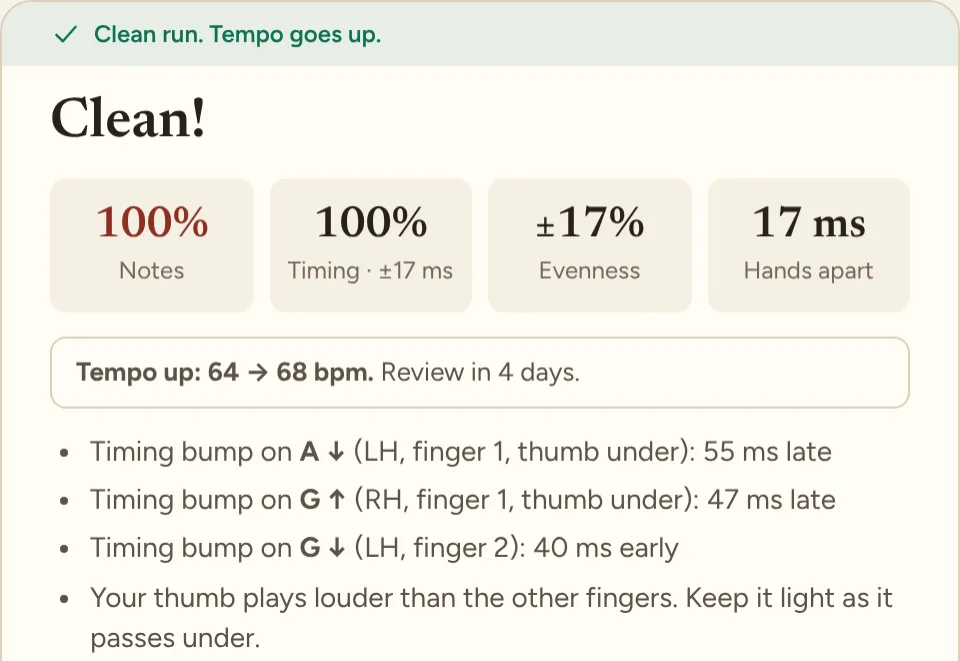 ✓ Clean run. Tempo goes up.
Clean!
100%
Notes
100%
Timing · ±17 ms
±17%
Evenness
17 ms
Hands apart
Tempo up: 64 → 68 bpm. Review in 4 days.
• Timing bump on A ↓ (LH, finger 1, thumb under): 55 ms late
• Timing bump on G ↑ (RH, finger 1, thumb under): 47 ms late
• Timing bump on G ↓ (LH, finger 2): 40 ms early
• Your thumb plays louder than the other fingers. Keep it light as it
passes under.